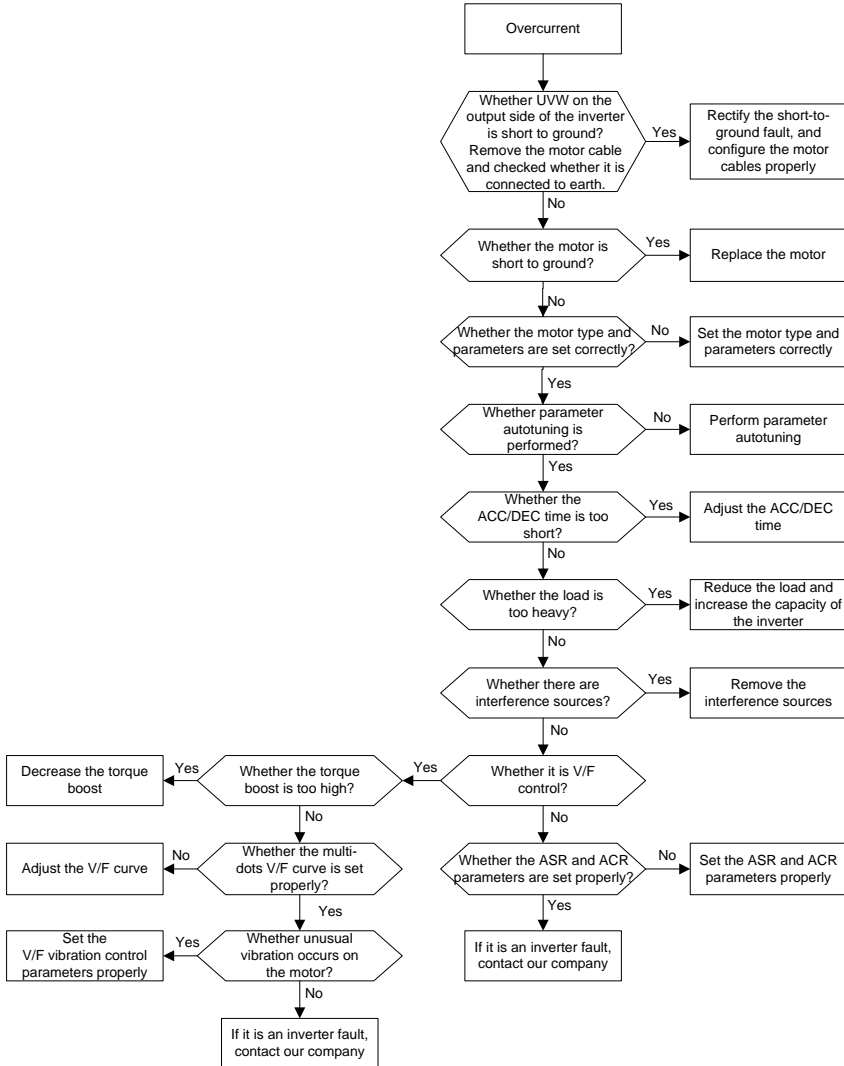 Overcurrent
Whether UVW on the
output side of the inverter
is short to ground?
Remove the motor cable
and checked whether it is
connected to earth.
Yes
Rectify the short-to-
ground fault, and
configure the motor
cables properly
No
Whether the motor is
short to ground?
Yes
Replace the motor
No
Whether the motor type and
parameters are set correctly?
No
Set the motor type and
parameters correctly
Yes
Whether parameter
autotuning is
performed?
No
Perform parameter
autotuning
Yes
Whether the
ACC/DEC time is too
short?
Yes
Adjust the ACC/DEC
time
No
Whether the load is
too heavy?
Yes
Reduce the load and
increase the capacity of
the inverter
No
Whether there are
interference sources?
Yes
Remove the
interference sources
No
Whether it is V/F
control?
Yes
Whether the torque
boost is too high?
Yes
Decrease the torque
boost
No
Whether the multi-
dots V/F curve is set
properly?
No
Adjust the V/F curve
Yes
Whether unusual
vibration occurs on
the motor?
Yes
Set the
V/F vibration control
parameters properly
No
If it is an inverter fault,
contact our company
No
Whether the ASR and ACR
parameters are set properly?
No
Set the ASR and ACR
parameters properly
Yes
If it is an inverter fault,
contact our company